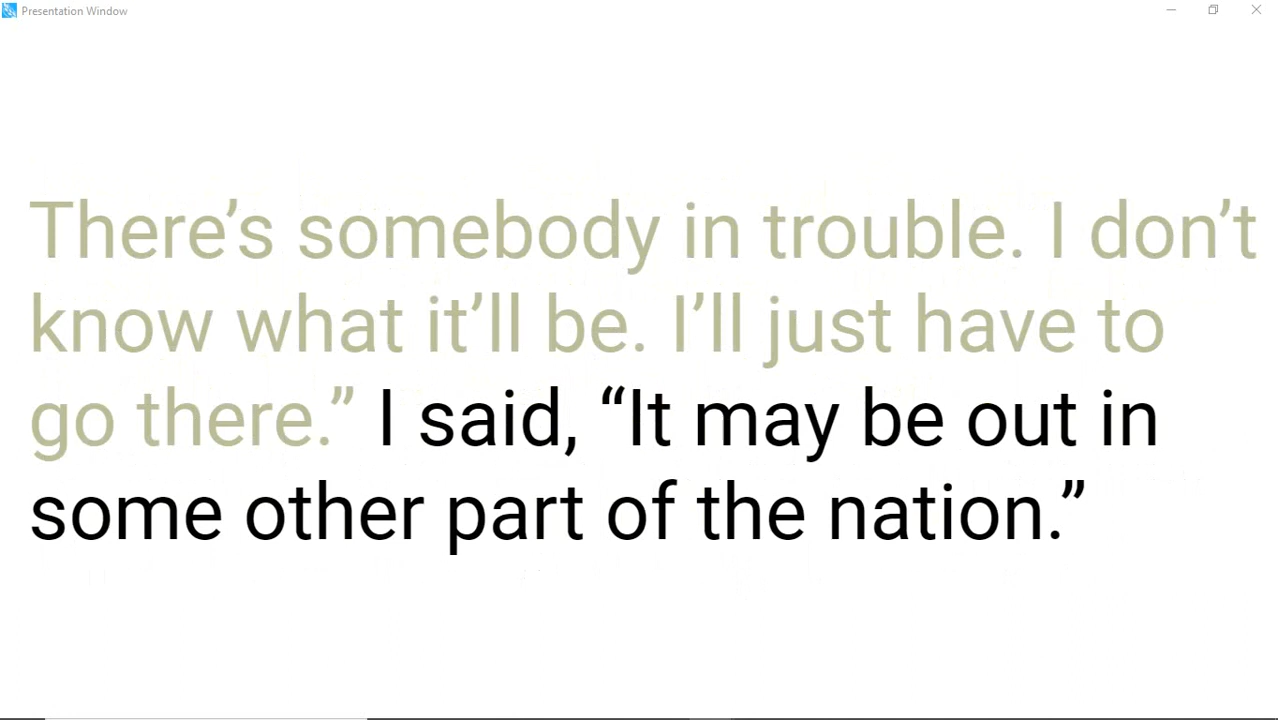 Presentation Window
There’s somebody in trouble. I don’t
know what it’ll be. I’ll just have to
go there.” I said, “It may be out in
some other part of the nation.”